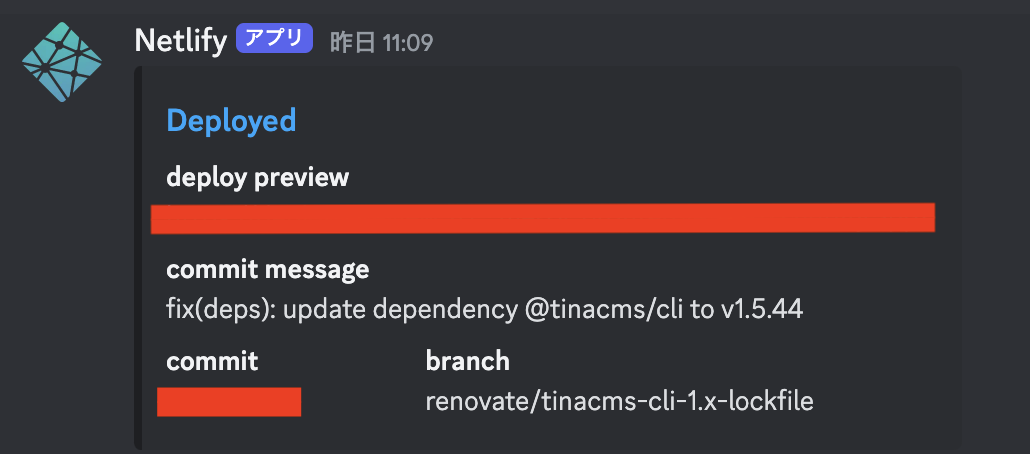 Netlify アプリ 昨日 11:09
Deployed
deploy preview
commit message
fix(deps): update dependency @tinacms/cli to v1.5.44
commit branch
renovate/tinacms-cli-1.x-lockfile